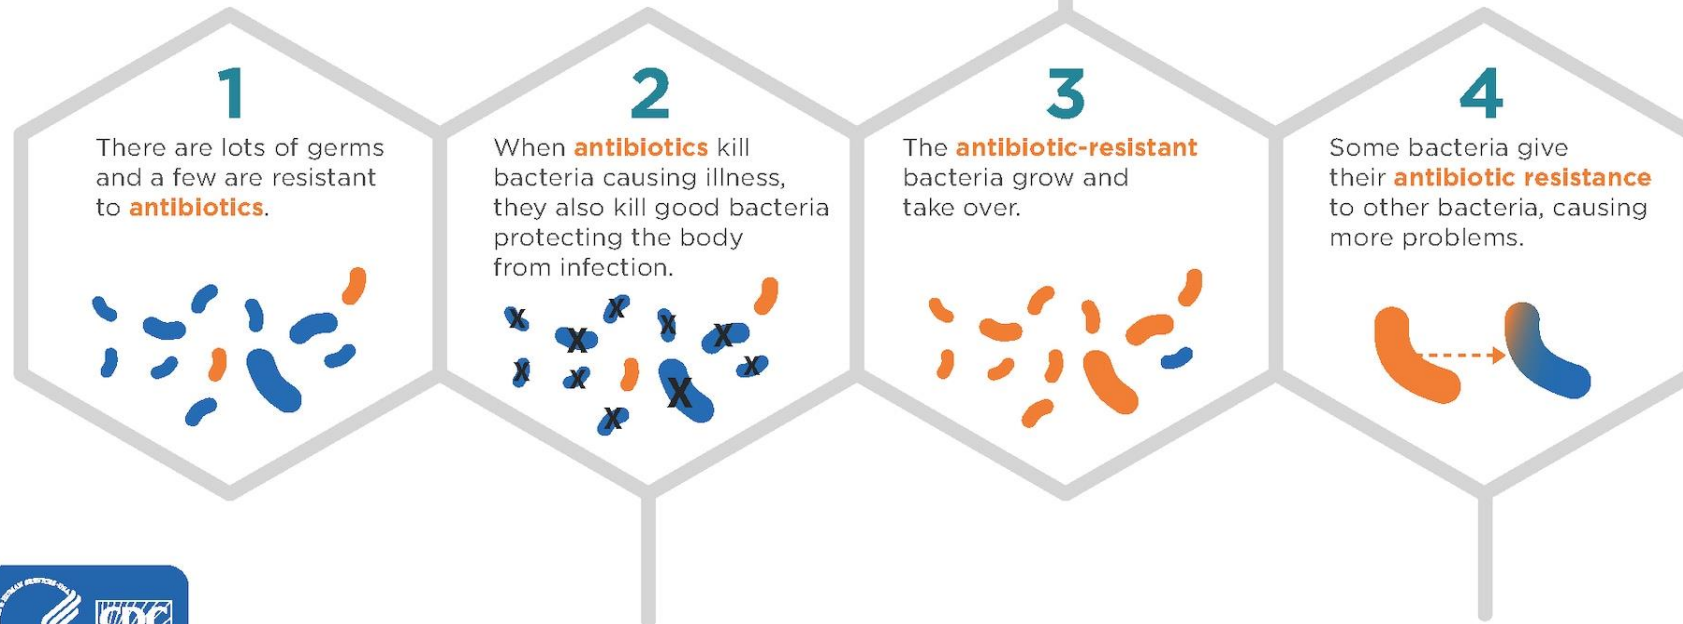 1
There are lots of germs
and a few are resistant
to antibiotics.
2
When antibiotics kill
bacteria causing illness,
they also kill good bacteria
protecting the body
from infection.
X X X X X X X X X X
3
The antibiotic-resistant
bacteria grow and
take over.
4
Some bacteria give
their antibiotic resistance
to other bacteria, causing
more problems.
CDC